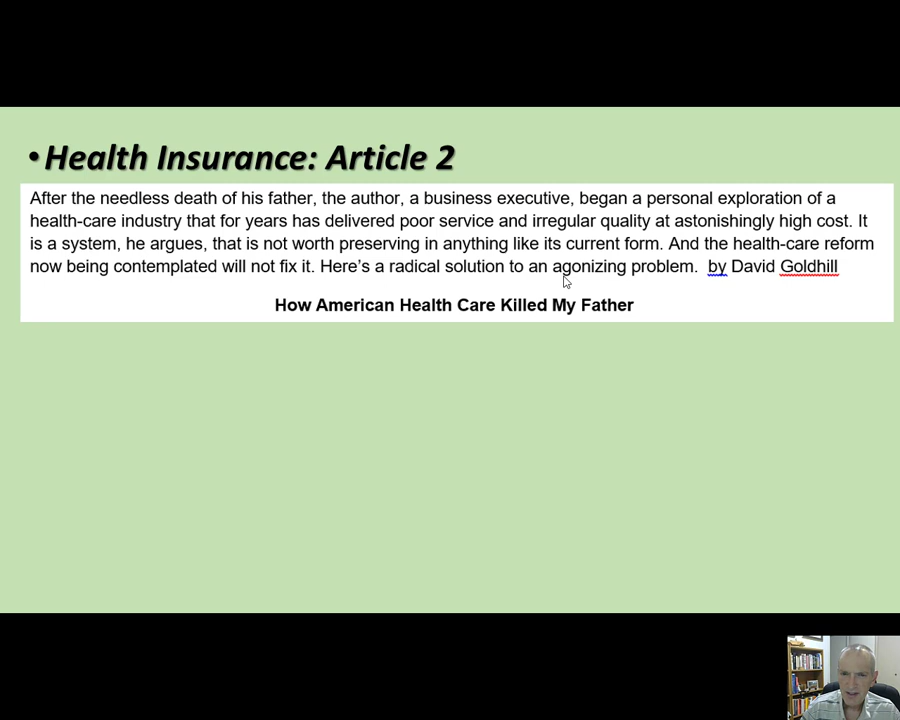 •Health Insurance: Article 2
After the needless death of his father, the author, a business executive, began a personal exploration of a
health-care industry that for years has delivered poor service and irregular quality at astonishingly high cost. It
is a system, he argues, that is not worth preserving in anything like its current form. And the health-care reform
now being contemplated will not fix it. Here’s a radical solution to an agonizing problem.  by David Goldhill
How American Health Care Killed My Father